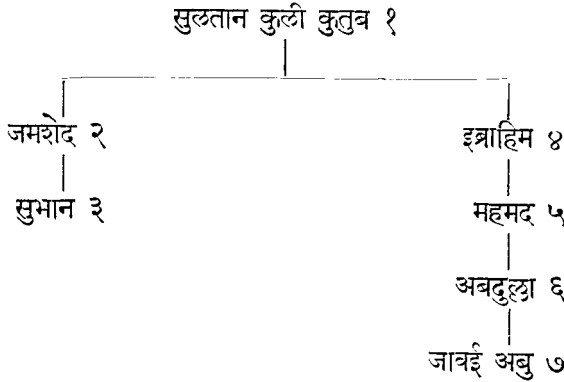 सुलतान कुली कुतुब १
जमशेद २ इब्राहिम ४
सुभान ३ महमद ५
अबदुल्ला ६
जावई अबु ७